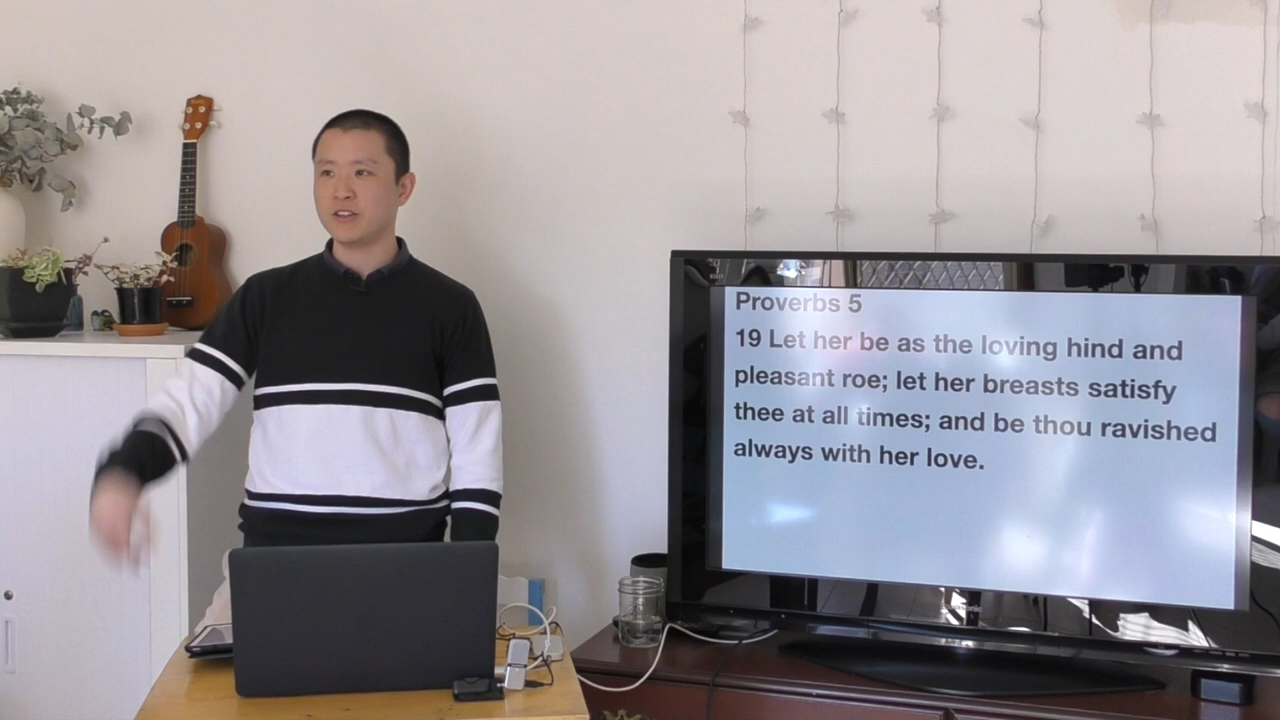 Proverbs 5
19 Let her be as the loving hind and
pleasant roe; let her breasts satisfy
thee at all times; and be thou ravished
always with her love.